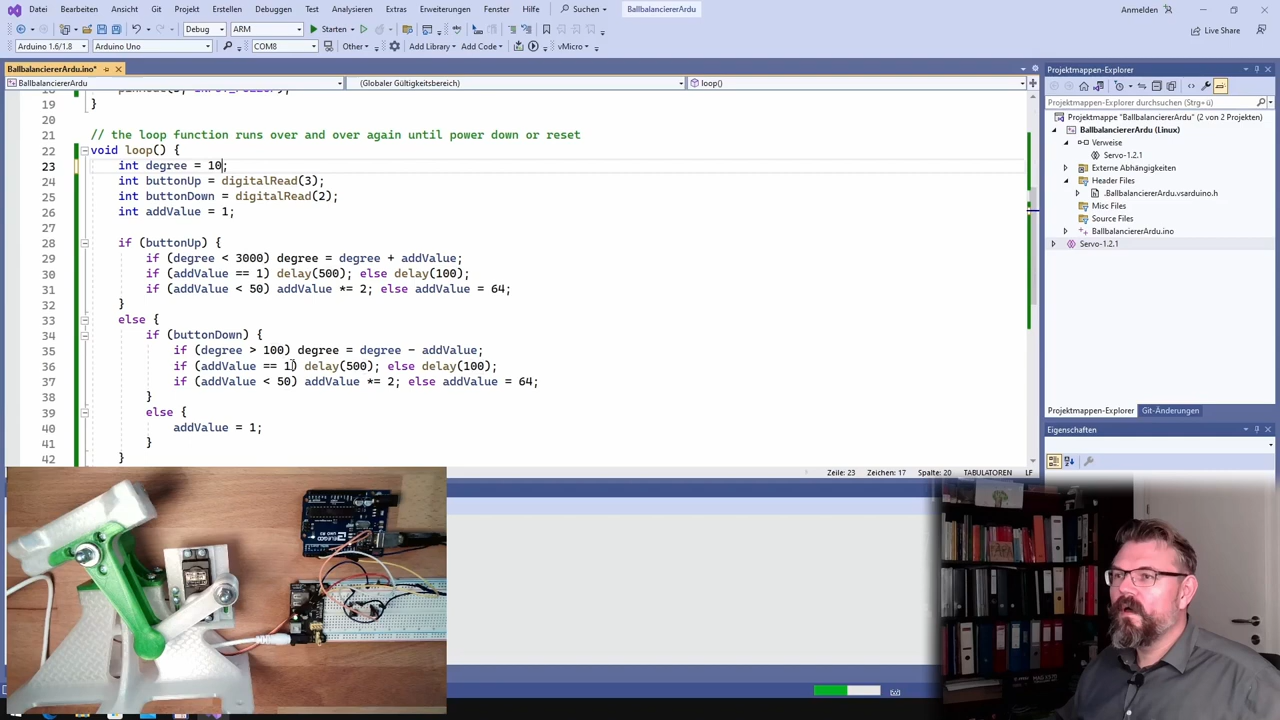 Datei Bearbeiten Ansicht Git Projekt Erstellen Debuggen Test Analysieren Extras Erweiterungen Fenster Hilfe Suchen BallbalanciererArdu Anmelden
Debug ARM Starten Live Share
Arduino 1.6/1.8 Arduino Uno COM8 Other Add Library Add Code vMicro
BallbalanciererArdu.ino* Projektmappen-Explorer
BallbalanciererArdu (Globaler Gültigkeitsbereich) loop()
Projektmappen-Explorer durchsuchen (Strg+ü)
Projektmappe "BallbalanciererArdu" (2 von 2 Projekten)
BallbalanciererArdu (Linux)
Verweise
Servo-1.2.1
Externe Abhängigkeiten
Header Files
.BallbalanciererArdu.vsarduino.h
Misc Files
Source Files
BallbalanciererArdu.ino
Servo-1.2.1
19 }
20
21 // the loop function runs over and over again until power down or reset
22 void loop() {
23 int degree = 10;
24 int buttonUp = digitalRead(3);
25 int buttonDown = digitalRead(2);
26 int addValue = 1;
27
28 if (buttonUp) {
29 if (degree < 3000) degree = degree + addValue;
30 if (addValue == 1) delay(500); else delay(100);
31 if (addValue < 50) addValue *= 2; else addValue = 64;
32 }
33 else {
34 if (buttonDown) {
35 if (degree > 100) degree = degree - addValue;
36 if (addValue == 1) delay(500); else delay(100);
37 if (addValue < 50) addValue *= 2; else addValue = 64;
38 }
39 else {
40 addValue = 1;
41 }
42 }
Projektmappen-Explorer Git-Änderungen
Eigenschaften
Zeile: 23 Zeichen: 17 Spalte: 20 TABULATOREN LF